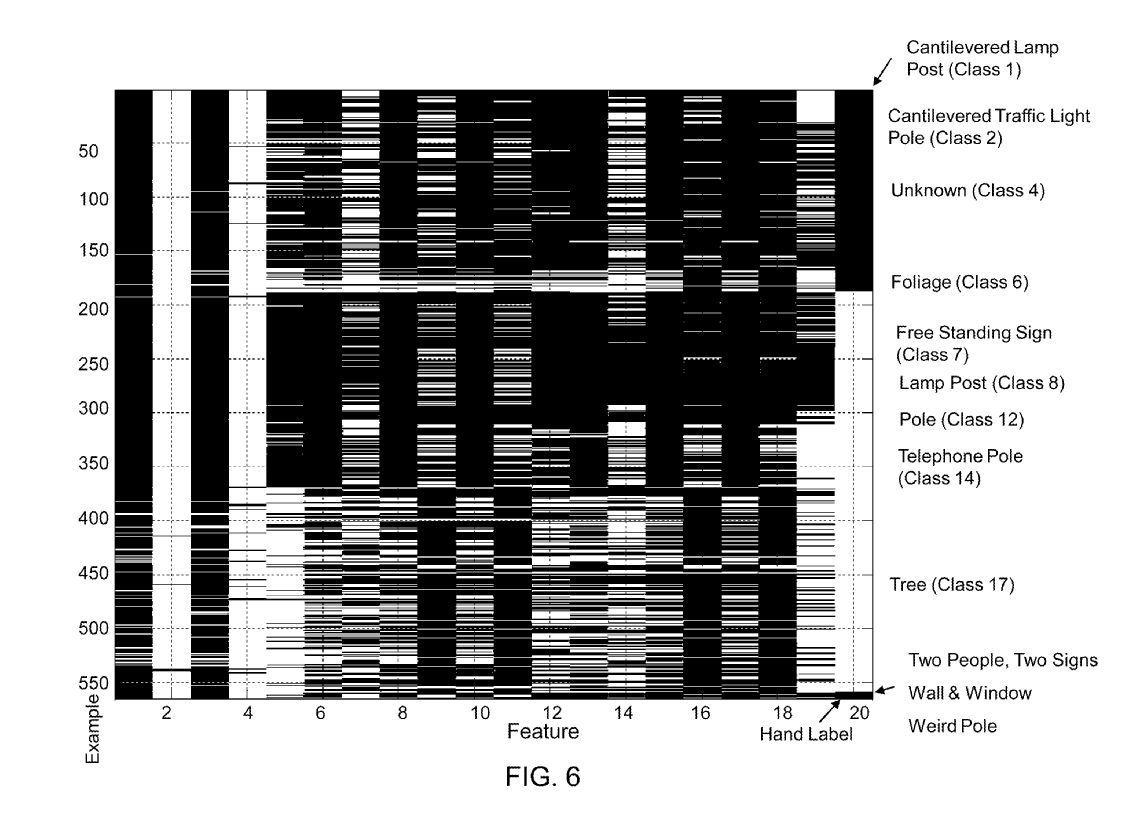 Cantilevered Lamp
Post (Class 1)
Cantilevered Traffic Light
Pole (Class 2)
50
Unknown (Class 4)
100
150
Foliage (Class 6)
200
Free Standing Sign
(Class 7)
250
Lamp Post (Class 8)
300
Pole (Class 12)
350
Telephone Pole
(Class 14)
400
450
Tree (Class 17)
500
Two People, Two Signs
550
Wall & Window
Example
2 4 6 8 10 12 14 16 18 20
Weird Pole
Feature
Hand Label
FIG. 6